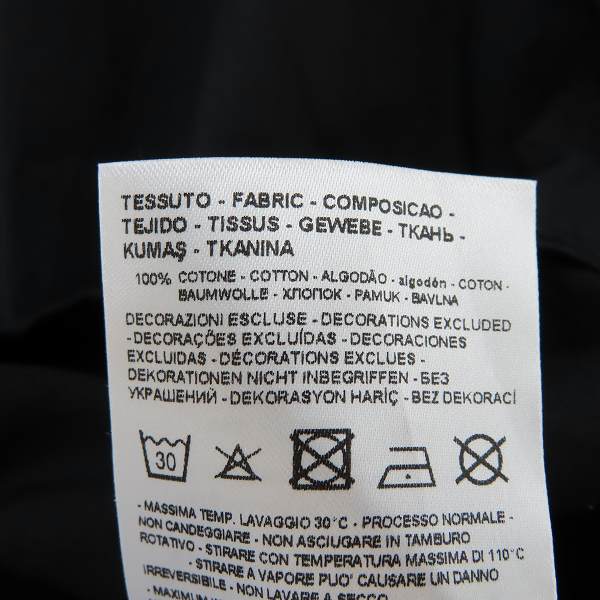 TESSUTO - FABRIC - COMPOSICAO -
TEJIDO - TISSUS - GEWEBE - ТКАНЬ -
KUMAŞ - TKANINA
100% COTONE - COTTON - ALGODÃO - algodón - COTON -
BAUMWOLLE - ХЛОПОК - PAMUK - BAVLNA
DECORAZIONI ESCLUSE - DECORATIONS EXCLUDED
- DECORAÇÕES EXCLUÍDAS - DECORACIONES
EXCLUIDAS - DÉCORATIONS EXCLUES -
DEKORATIONEN NICHT INBEGRIFFEN - БЕЗ
УКРАШЕНИЙ - DEKORASYON HARİÇ - BEZ DEKORACÍ
30
- MASSIMA TEMP. LAVAGGIO 30°C - PROCESSO NORMALE -
NON CANDEGGIARE - NON ASCIUGARE IN TAMBURO
ROTATIVO - STIRARE CON TEMPERATURA MASSIMA DI 110°C
- STIRARE A VAPORE PUO' CAUSARE UN DANNO
IRREVERSIBILE - NON LAVARE A SECCO
- MAXIMUM